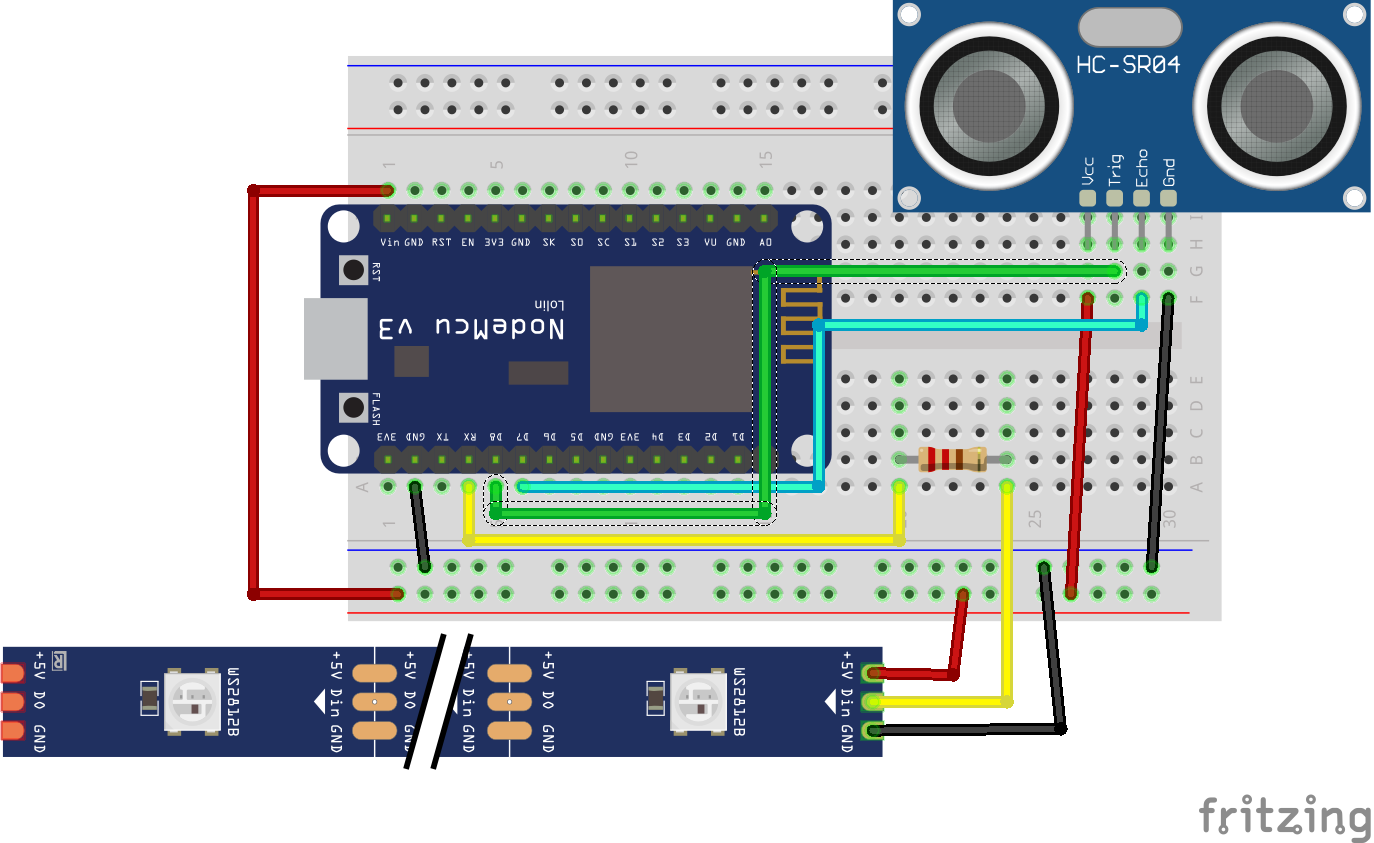 HC-SR04
Vcc Trig Echo Gnd
1 5 10 15
I
H
G
F
Vin GND RST EN 3V3 GND SK SO SC S1 S2 S3 VU GND AO
RST
Lolin
NodeMcu v3
FLASH
3VE GND TX RX D8 D7 D6 D5 GND 3VE D4 D3 D2 D1
E
D
C
B
A
A
1 25 30
+5V DO GND
R
WS2812B
+5V Din GND
+5V DO GND
+5V Din GND
+5V DO GND
WS2812B
+5V Din GND
fritzing